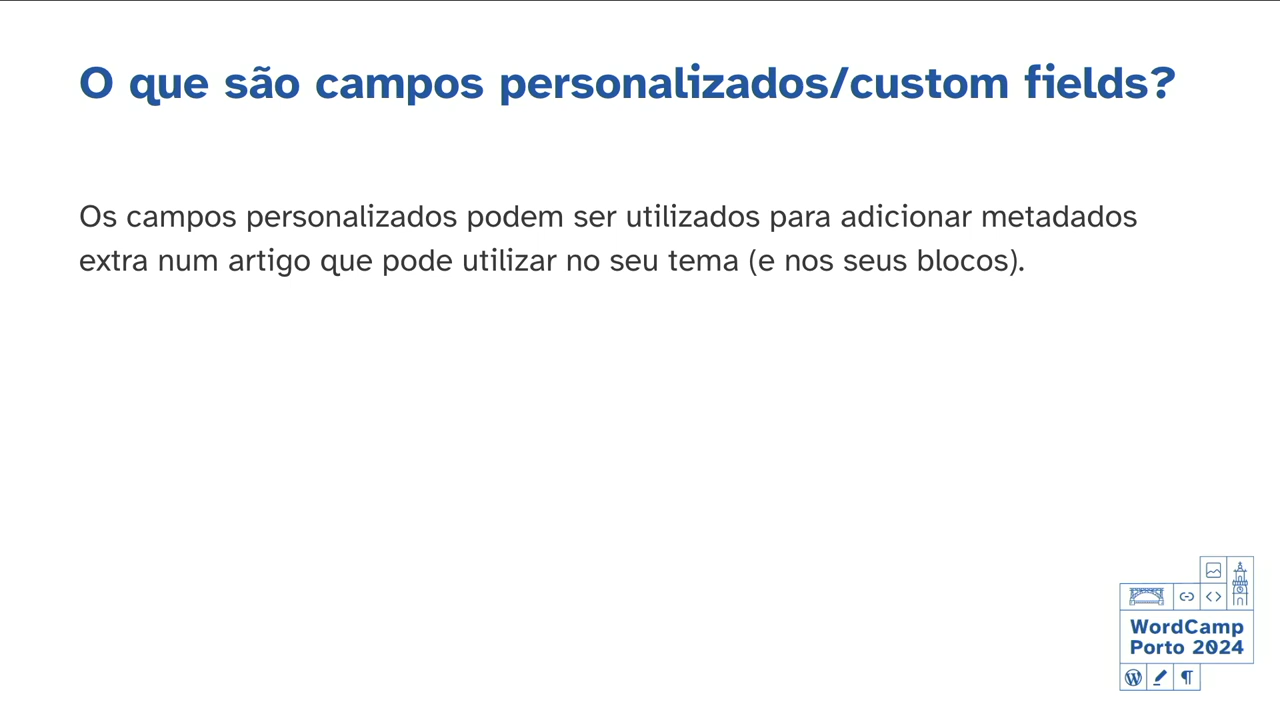 O que são campos personalizados/custom fields?
Os campos personalizados podem ser utilizados para adicionar metadados
extra num artigo que pode utilizar no seu tema (e nos seus blocos).
WordCamp
Porto 2024